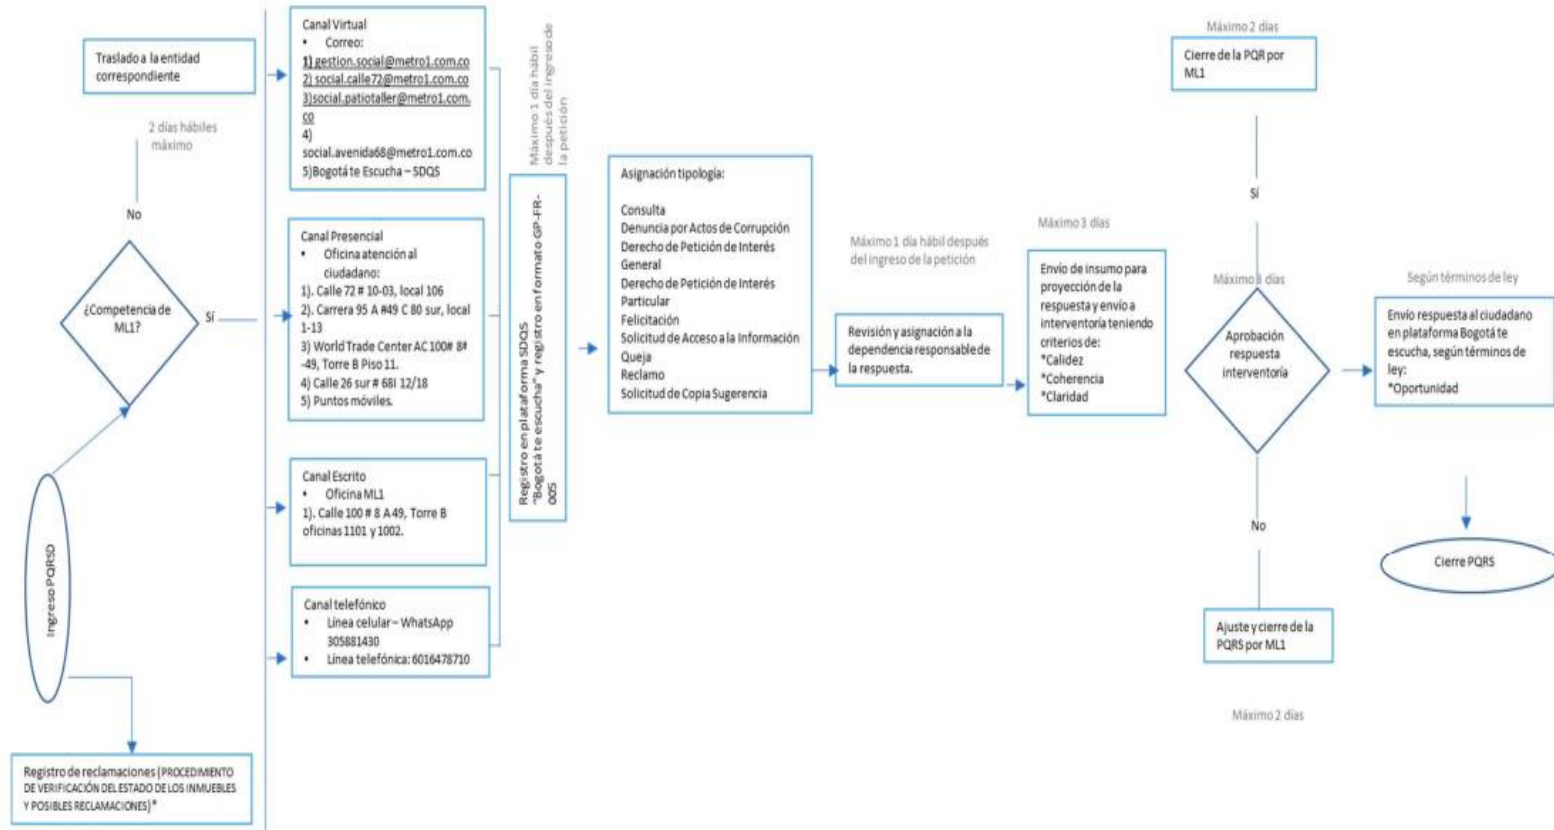 Traslado a la entidad
correspondiente
2 días hábiles
máximo
No
¿Competencia de
ML1?
Sí
Ingreso PQRSD
Registro de reclamaciones (PROCEDIMIENTO
DE VERIFICACIÓN DEL ESTADO DE LOS INMUEBLES
Y POSIBLES RECLAMACIONES)*
Canal Virtual
• Correo:
1) gestion.social@metro1.com.co
2) social.calle72@metro1.com.co
3)social.patiotaller@metro1.com.
co
4)
social.avenida68@metro1.com.co
5)Bogotá te Escucha – SDQS
Canal Presencial
• Oficina atención al
ciudadano:
1). Calle 72 # 10-03, local 106
2). Carrera 95 A #49 C 80 sur, local
1-13
3) World Trade Center AC 100# 8ª
-49, Torre B Piso 11.
4) Calle 26 sur # 68I 12/18
5) Puntos móviles.
Canal Escrito
• Oficina ML1
1). Calle 100 # 8 A 49, Torre B
oficinas 1101 y 1002.
Canal telefónico
• Línea celular – WhatsApp
305881430
• Línea telefónica: 6016478710
Máximo 1 día hábil
después del ingreso de
la petición
Registro en plataforma SDQS
"Bogotá te escucha" y registro en formato GP-FR-
005
Asignación tipología:
Consulta
Denuncia por Actos de Corrupción
Derecho de Petición de Interés
General
Derecho de Petición de Interés
Particular
Felicitación
Solicitud de Acceso a la Información
Queja
Reclamo
Solicitud de Copia Sugerencia
Máximo 1 día hábil después
del ingreso de la petición
Revisión y asignación a la
dependencia responsable de
la respuesta.
Máximo 3 días
Envío de insumo para
proyección de la
respuesta y envío a
interventoría teniendo
criterios de:
*Calidez
*Coherencia
*Claridad
Máximo 2 días
Cierre de la PQR por
ML1
Sí
Máximo 3 días
Aprobación
respuesta
interventoría
No
Ajuste y cierre de la
PQRS por ML1
Máximo 2 días
Según términos de ley
Envío respuesta al ciudadano
en plataforma Bogotá te
escucha, según términos de
ley:
*Oportunidad
Cierre PQRS